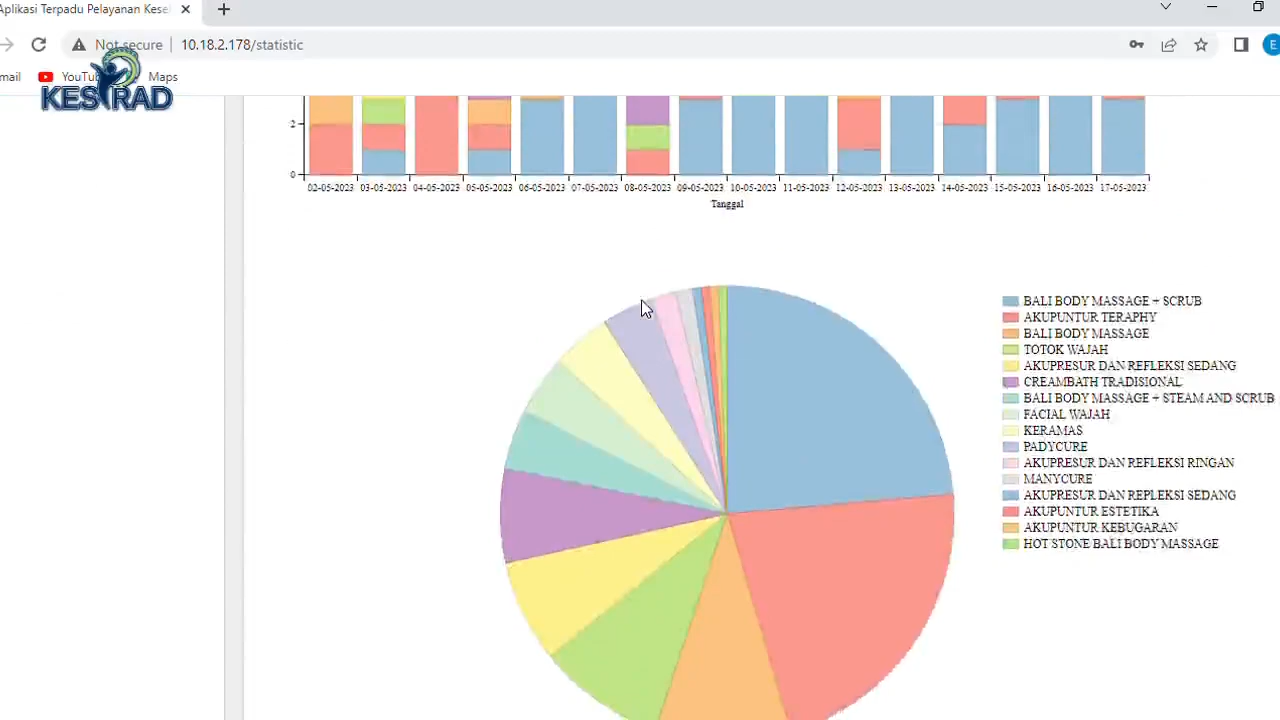 Aplikasi Terpadu Pelayanan Kese
Not secure
10.18.2.178/statistic
E
mail
YouTub
Maps
KESTRAD
2
0
02-05-2023 03-05-2023 04-05-2023 05-05-2023 06-05-2023 07-05-2023 08-05-2023 09-05-2023 10-05-2023 11-05-2023 12-05-2023 13-05-2023 14-05-2023 15-05-2023 16-05-2023 17-05-2023
Tanggal
BALI BODY MASSAGE + SCRUB
AKUPUNTUR TERAPHY
BALI BODY MASSAGE
TOTOK WAJAH
AKUPRESUR DAN REFLEKSI SEDANG
CREAMBATH TRADISIONAL
BALI BODY MASSAGE + STEAM AND SCRUB
FACIAL WAJAH
KERAMAS
PADYCURE
AKUPRESUR DAN REFLEKSI RINGAN
MANYCURE
AKUPRESUR DAN REPLEKSI SEDANG
AKUPUNTUR ESTETIKA
AKUPUNTUR KEBUGARAN
HOT STONE BALI BODY MASSAGE